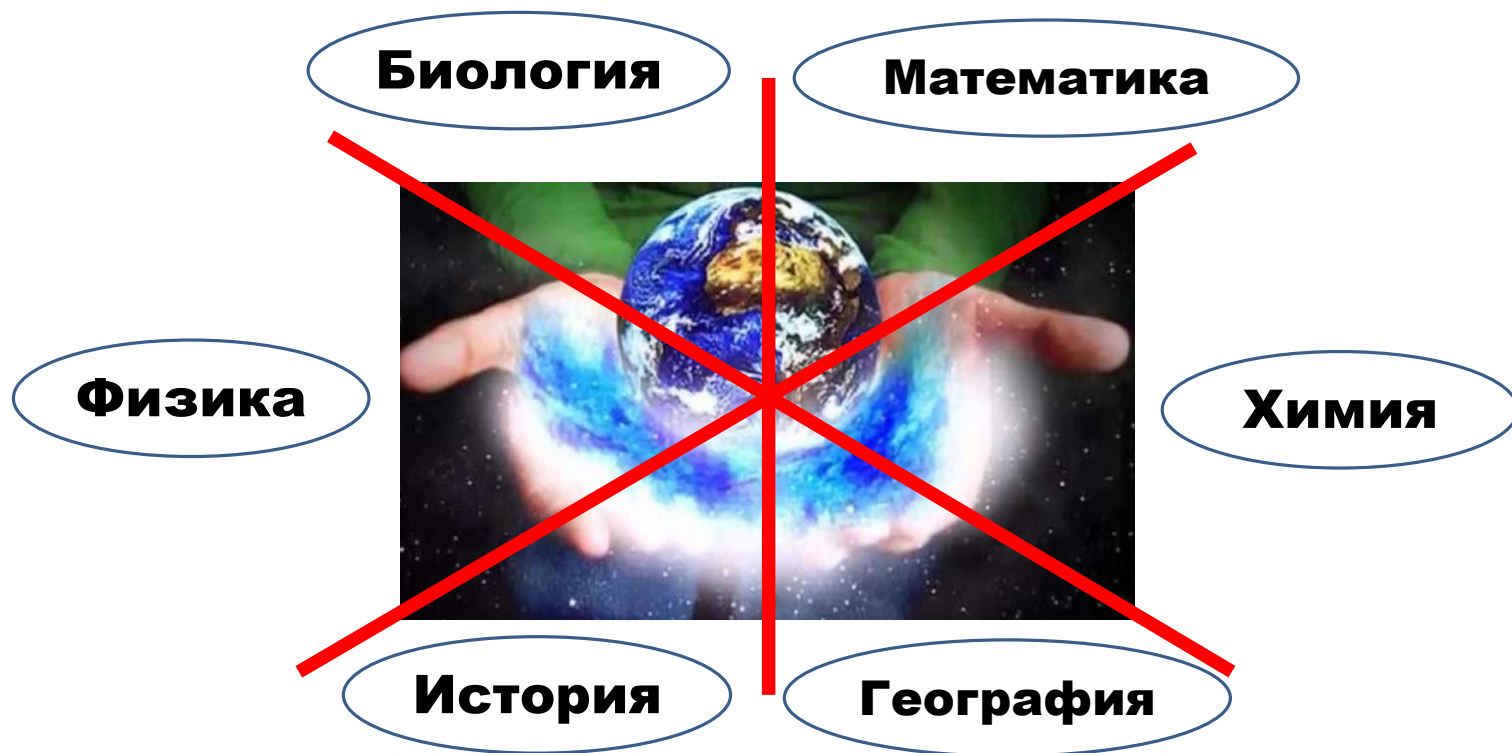 Биология
Математика
Физика
Химия
История
География